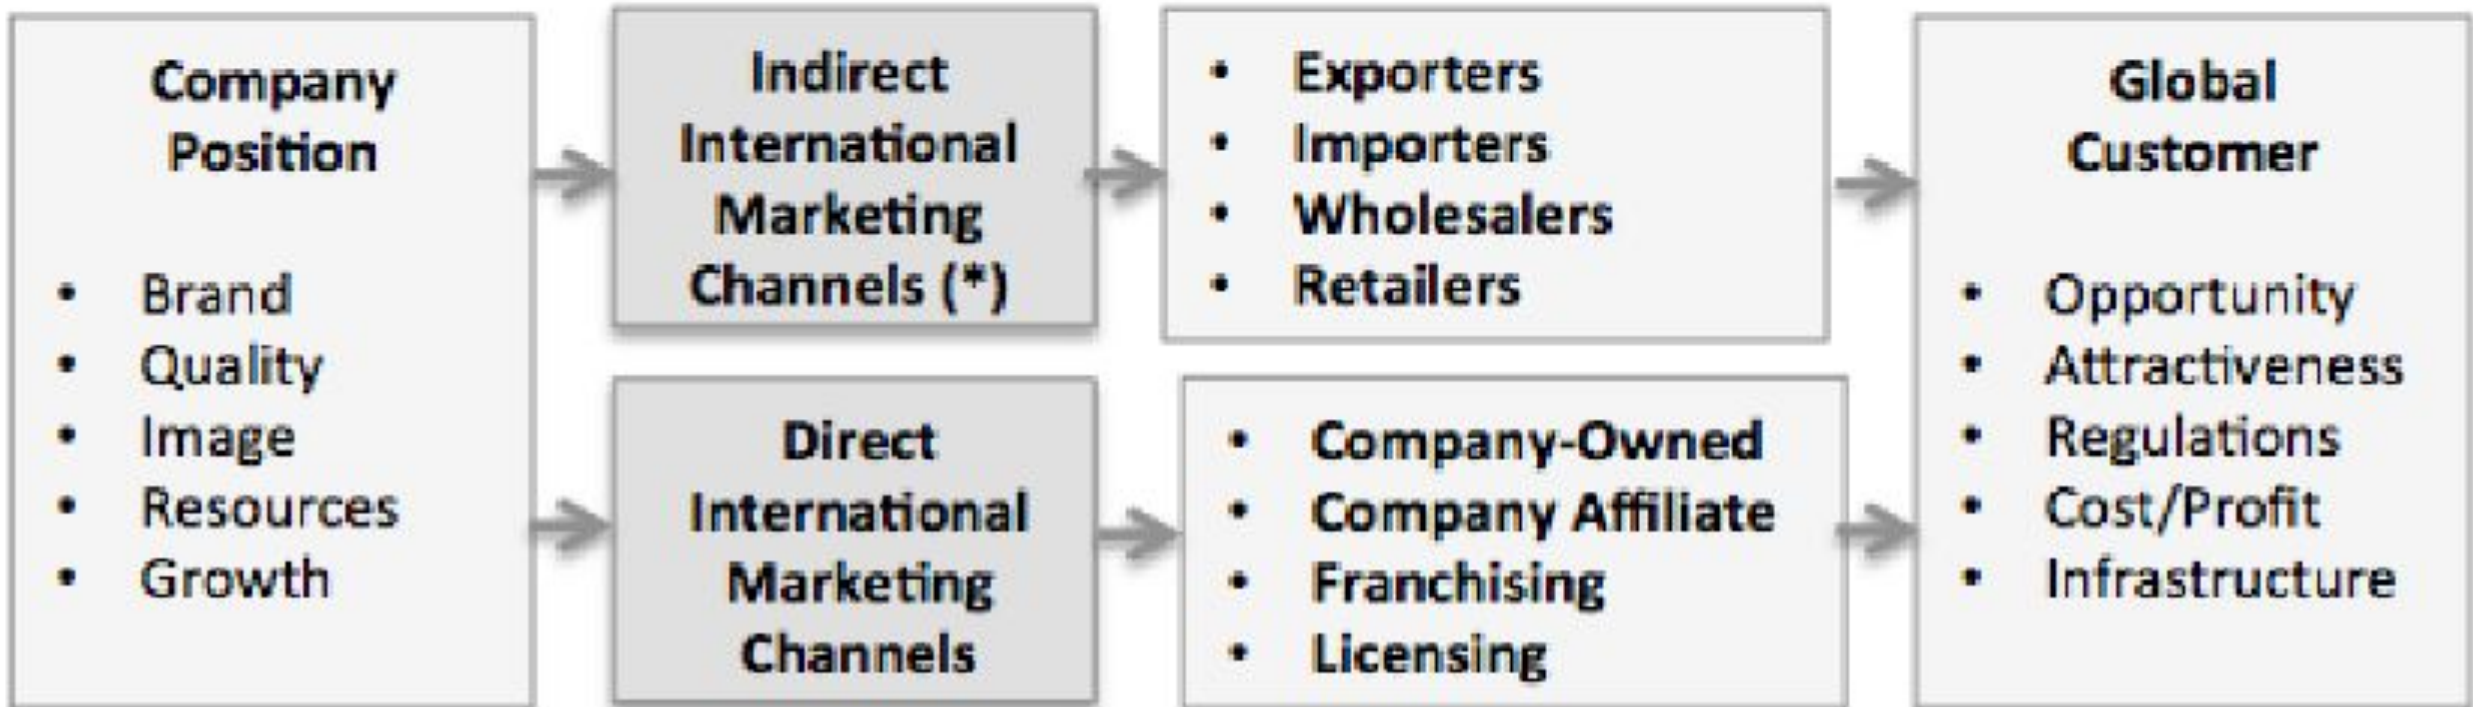 Company
Position
• Brand
• Quality
• Image
• Resources
• Growth
Indirect
International
Marketing
Channels (*)
• Exporters
• Importers
• Wholesalers
• Retailers
Direct
International
Marketing
Channels
• Company-Owned
• Company Affiliate
• Franchising
• Licensing
Global
Customer
• Opportunity
• Attractiveness
• Regulations
• Cost/Profit
• Infrastructure